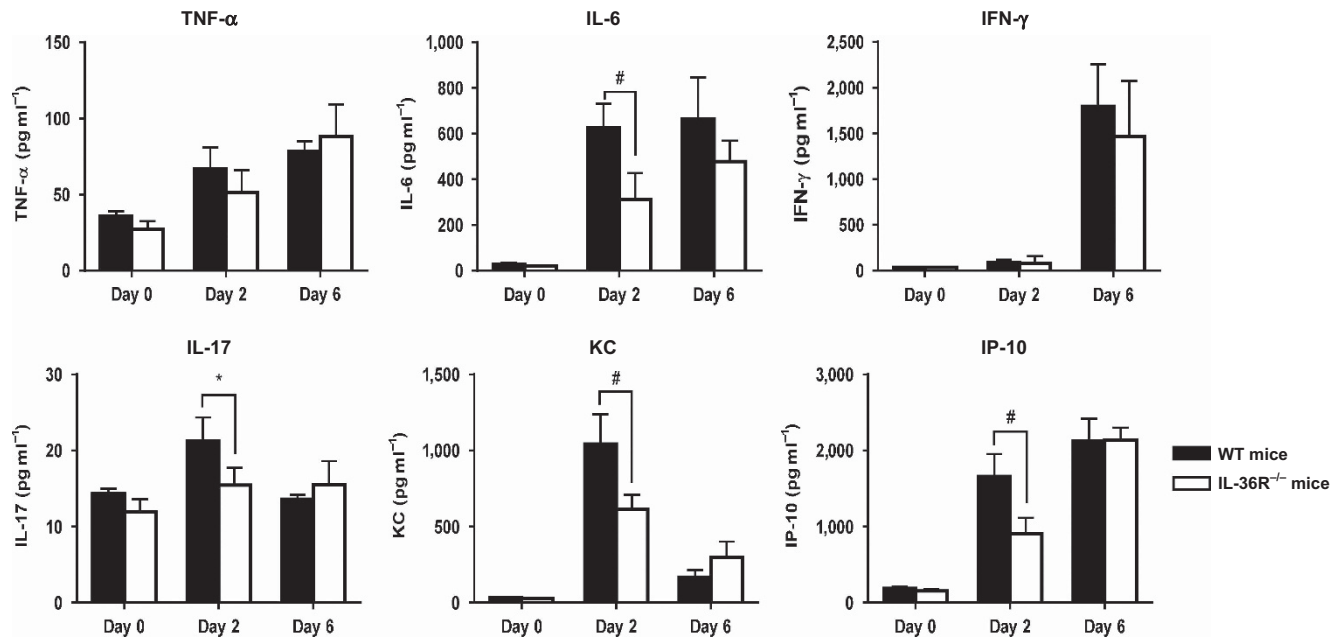 TNF-α
TNF-α (pg ml⁻¹)
150
100
50
0
Day 0 Day 2 Day 6
IL-6
IL-6 (pg ml⁻¹)
1,000
800
600
400
200
0
#
Day 0 Day 2 Day 6
IFN-γ
IFN-γ (pg ml⁻¹)
2,500
2,000
1,500
1,000
500
0
Day 0 Day 2 Day 6
IL-17
IL-17 (pg ml⁻¹)
30
20
10
0
*
Day 0 Day 2 Day 6
KC
KC (pg ml⁻¹)
1,500
1,000
500
0
#
Day 0 Day 2 Day 6
IP-10
IP-10 (pg ml⁻¹)
3,000
2,000
1,000
0
#
Day 0 Day 2 Day 6
WT mice
IL-36R⁻/⁻ mice